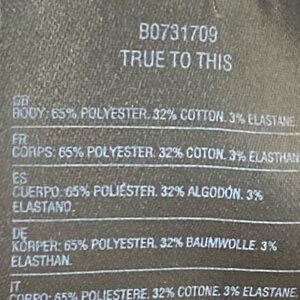 B0731709
TRUE TO THIS
GB
BODY: 65% POLYESTER. 32% COTTON. 3% ELASTANE.
FR
CORPS: 65% POLYESTER. 32% COTON. 3% ELASTHAN
ES
CUERPO: 65% POLIÉSTER. 32% ALGODÓN. 3%
ELASTANO.
DE
KÖRPER: 65% POLYESTER. 32% BAUMWOLLE. 3%
ELASTHAN.
IT
CORPO: 65% POLIESTERE. 32% COTONE. 3% ELASTANE